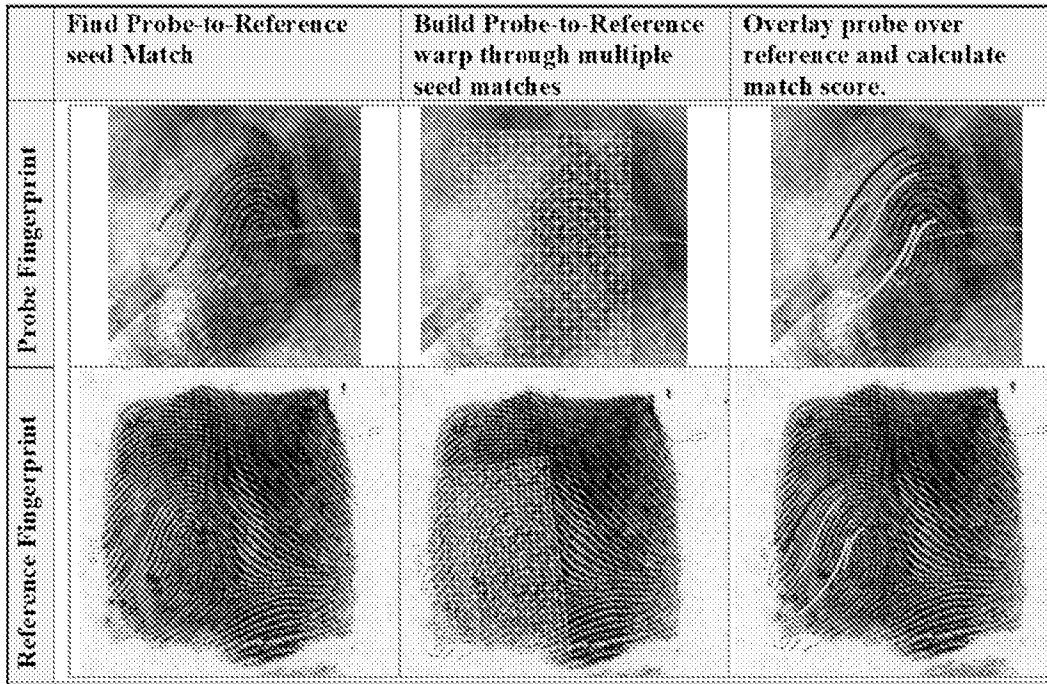 Find Probe-to-Reference
seed Match
Build Probe-to-Reference
warp through multiple
seed matches
Overlay probe over
reference and calculate
match score.
Probe Fingerprint
Reference Fingerprint